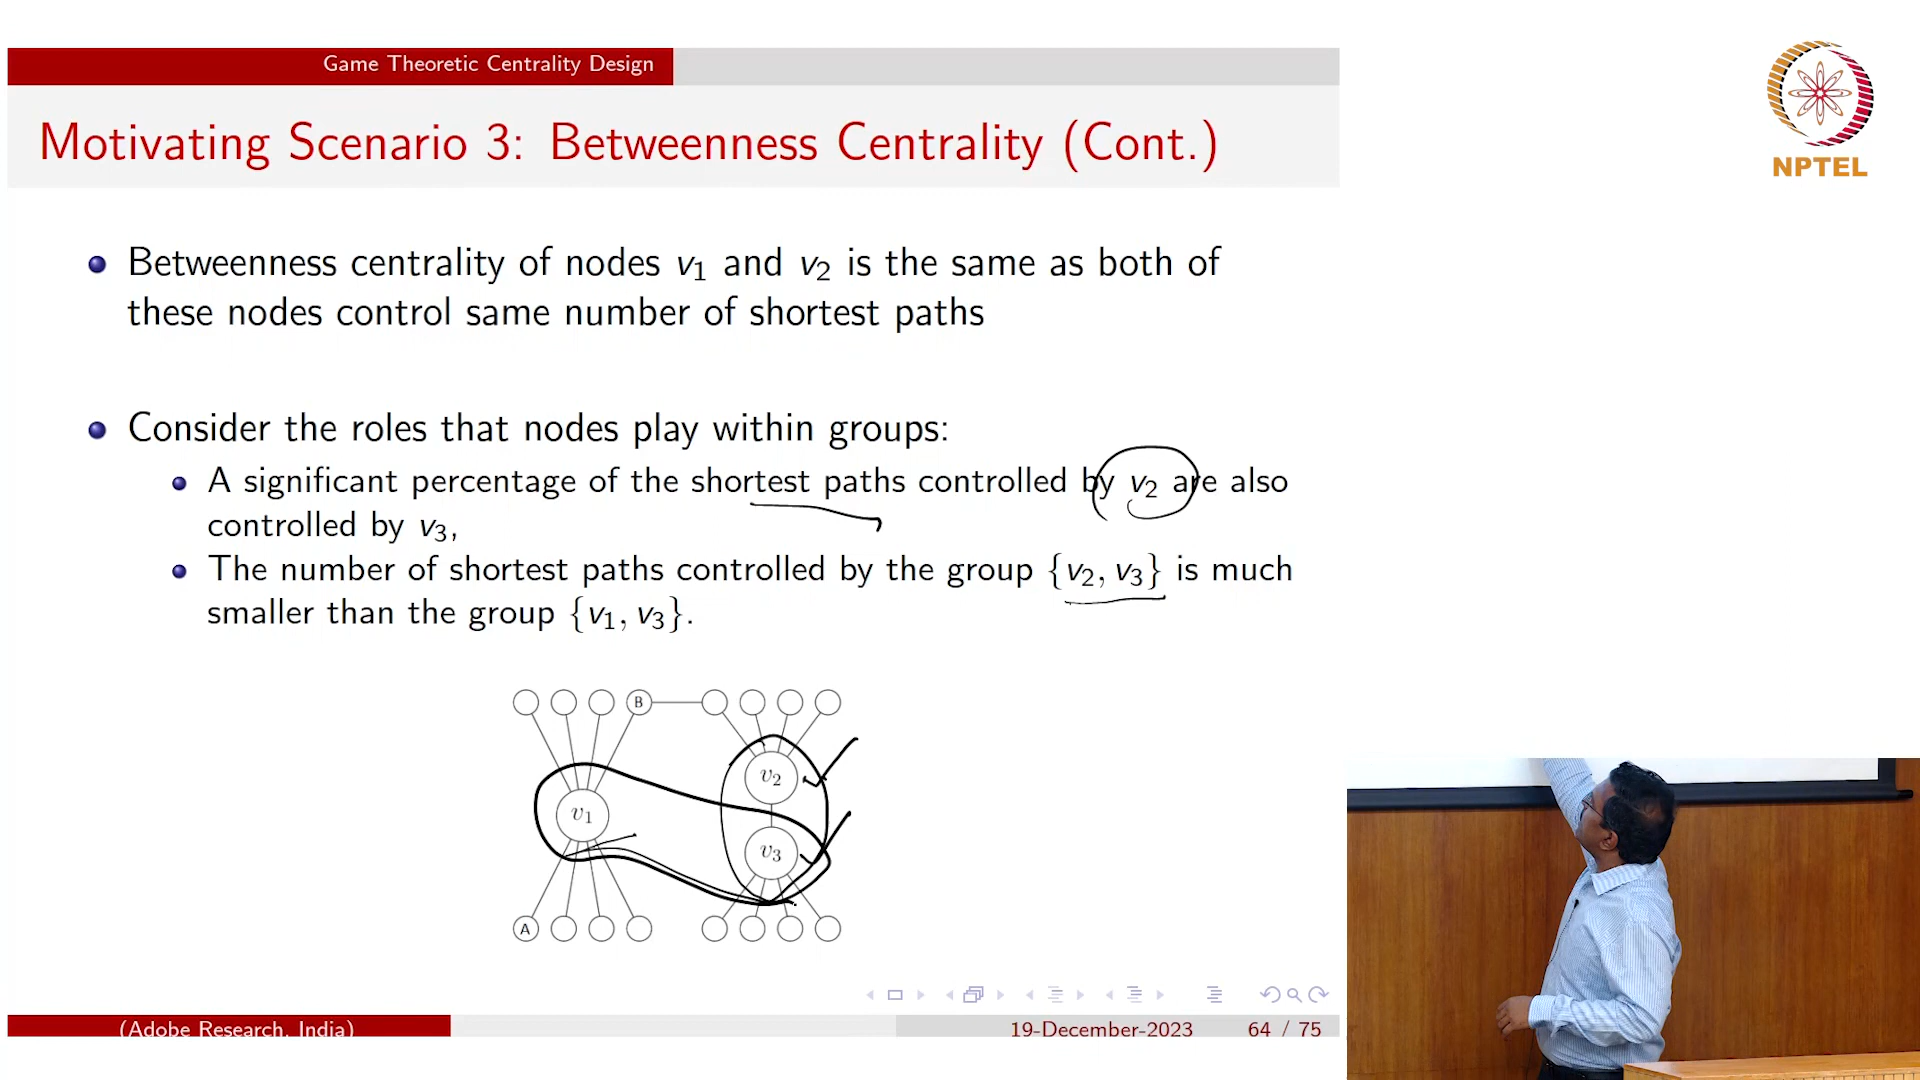 Game Theoretic Centrality Design
NPTEL
Motivating Scenario 3: Betweenness Centrality (Cont.)
Betweenness centrality of nodes v1 and v2 is the same as both of
these nodes control same number of shortest paths
Consider the roles that nodes play within groups:
A significant percentage of the shortest paths controlled by v2 are also
controlled by v3,
The number of shortest paths controlled by the group {v2, v3} is much
smaller than the group {v1, v3}.
B
v2
v1
v3
A
(Adobe Research, India)
19-December-2023
64 / 75